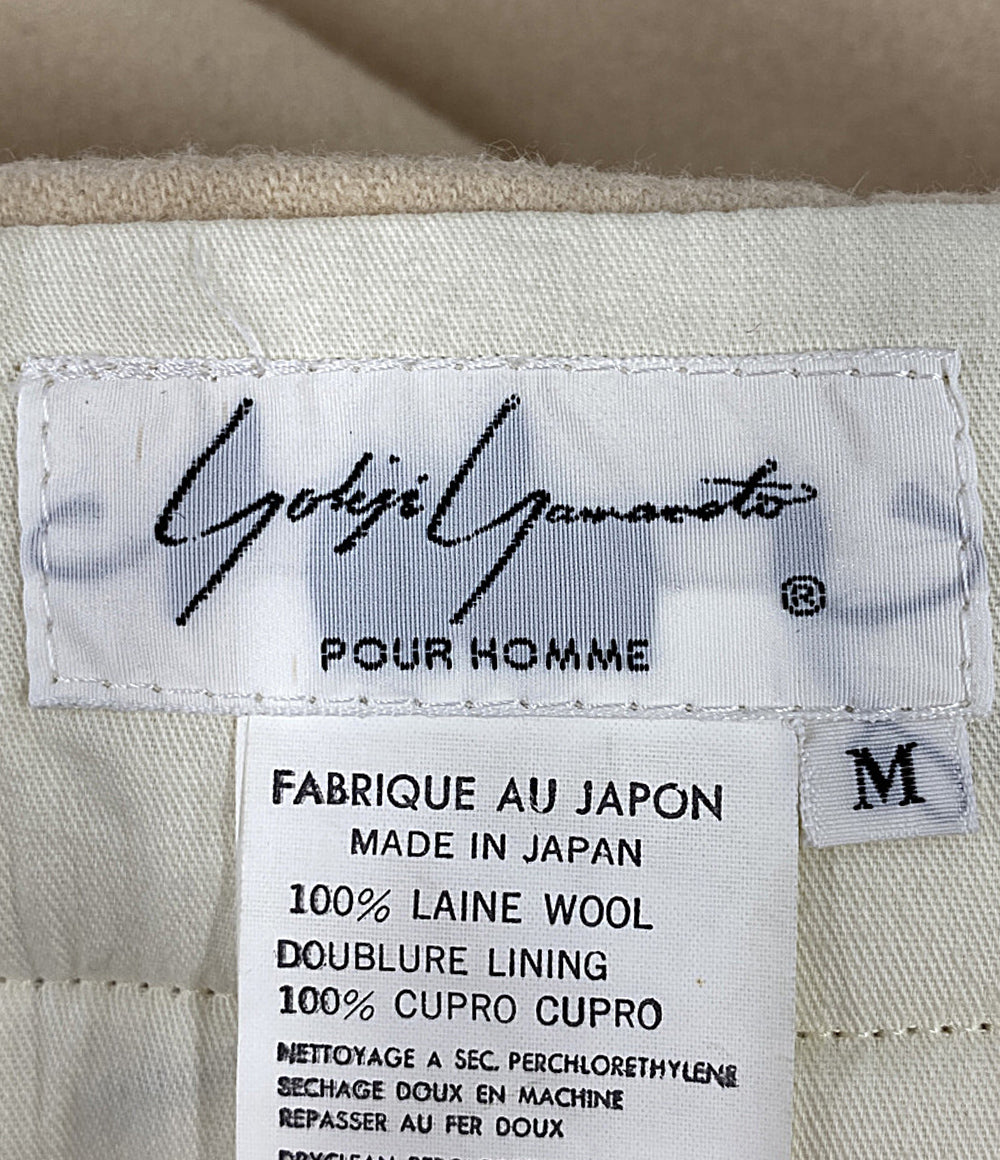 Yohji Yamamoto ®
POUR HOMME
M
FABRIQUE AU JAPON
MADE IN JAPAN
100% LAINE WOOL
DOUBLURE LINING
100% CUPRO CUPRO
NETTOYAGE A SEC. PERCHLORETHYLENE
SECHAGE DOUX EN MACHINE
REPASSER AU FER DOUX